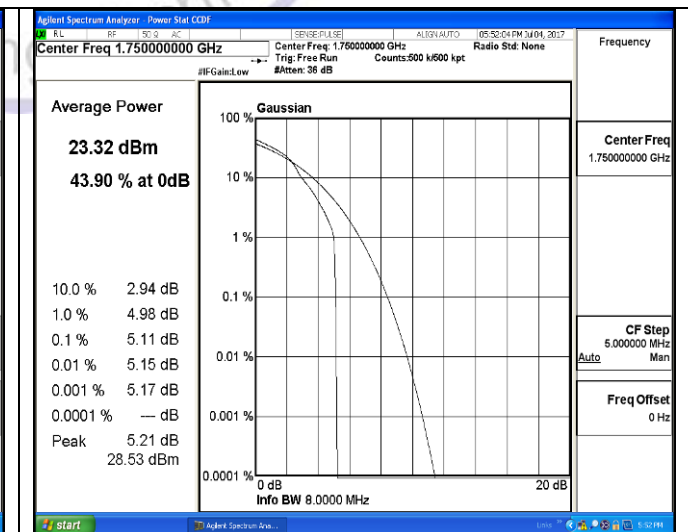 Agilent Spectrum Analyzer - Power Stat CCDF
RL RF 50 Ω AC SENSE:PULSE ALIGN AUTO 05:52:04 PM Jul 04, 2017
Center Freq 1.750000000 GHz
Center Freq: 1.750000000 GHz Radio Std: None
Trig: Free Run Counts:500 k/500 kpt
#IFGain:Low #Atten: 36 dB
Frequency
Average Power
23.32 dBm
43.90 % at 0dB
10.0 % 2.94 dB
1.0 % 4.98 dB
0.1 % 5.11 dB
0.01 % 5.15 dB
0.001 % 5.17 dB
0.0001 % --- dB
Peak 5.21 dB
28.53 dBm
Gaussian
100 %
10 %
1 %
0.1 %
0.01 %
0.001 %
0.0001 %
0 dB 20 dB
Info BW 8.0000 MHz
Center Freq
1.750000000 GHz
CF Step
5.000000 MHz
Auto Man
Freq Offset
0 Hz
start Agilent Spectrum Ana... Links » 5:52 PM